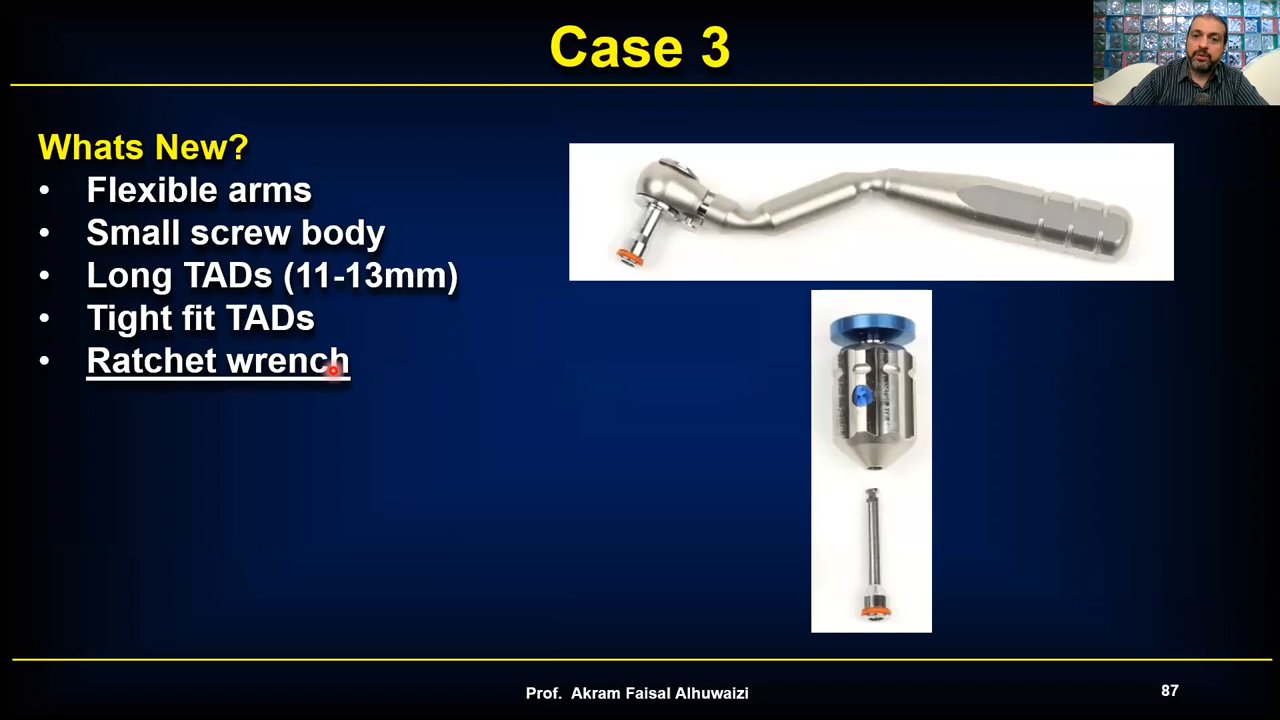 Case 3
Whats New?
• Flexible arms
• Small screw body
• Long TADs (11-13mm)
• Tight fit TADs
• Ratchet wrench
Prof. Akram Faisal Alhuwaizi
87